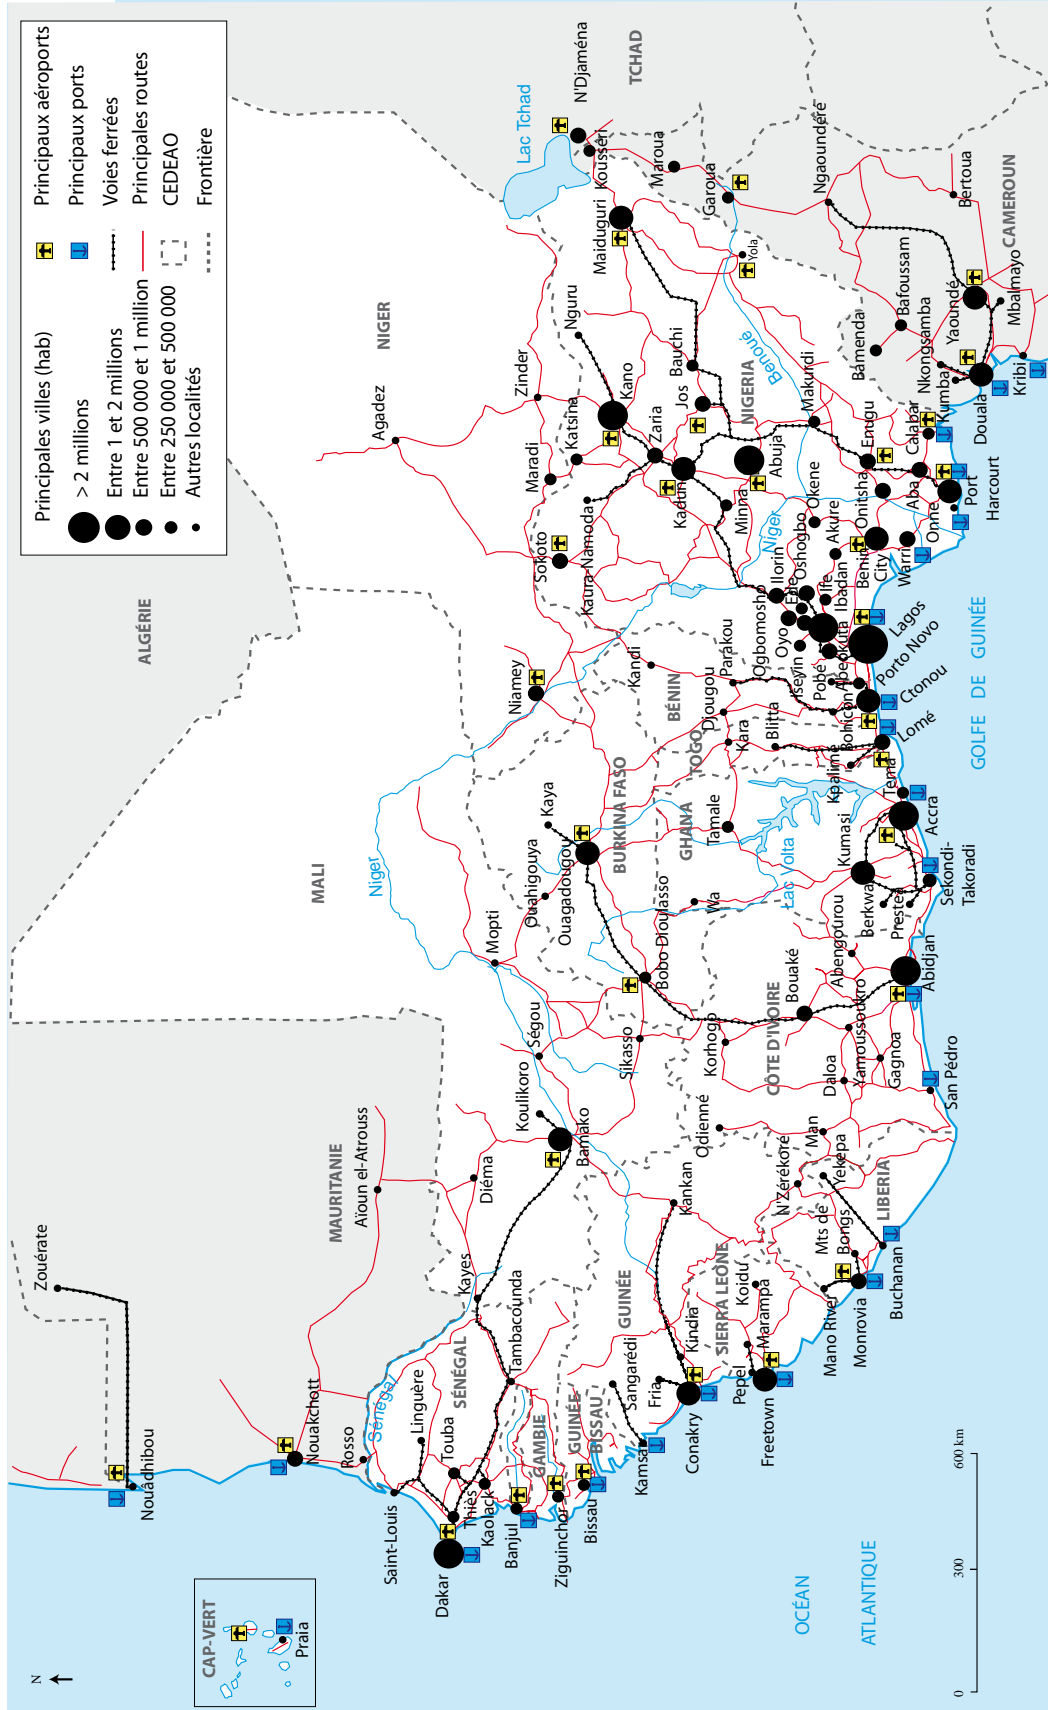 Principales villes (hab)
> 2 millions
Entre 1 et 2 millions
Entre 500 000 et 1 million
Entre 250 000 et 500 000
Autres localités
Principaux aéroports
Principaux ports
Voies ferrées
Principales routes
CEDEAO
Frontière
N
CAP-VERT
Praia
OCÉAN
ATLANTIQUE
0
300
600 km
GOLFE DE GUINÉE
ALGÉRIE
MAURITANIE
Zouérate
Nouâdhibou
Nouakchott
Rosso
Aïoun el-Atrouss
SÉNÉGAL
Sénégal
Saint-Louis
Linguère
Touba
Thiès
Dakar
Kaolack
Tambacounda
GAMBIE
Banjul
Ziguinchor
GUINÉE
BISSAU
Bissau
MALI
Niger
Kayes
Diéma
Koulikoro
Bamako
Ségou
Mopti
Sikasso
GUINÉE
Sangarédi
Kamsar
Fria
Conakry
Kindia
Kankan
N'Zérékoré
SIERRA LEONE
Koidu
Marampa
Pepel
Freetown
LIBERIA
Mano River
Monrovia
Mts de
Bongs
Buchanan
Yekepa
CÔTE D'IVOIRE
Odienné
Man
Korhogo
Daloa
Bouaké
Yamoussoukro
Gagnoa
San Pédro
Abengourou
Abidjan
BURKINA FASO
Ouahigouya
Kaya
Ouagadougou
Bobo Dioulasso
GHANA
Wa
Tamale
Lac Volta
Kumasi
Berkwai
Prestea
Sekondi-
Takoradi
Accra
Tema
TOGO
Kara
Blitta
Kpalimé
Lomé
BÉNIN
Kandi
Djougou
Parakou
Bohicon
Pobé
Ctonou
Porto Novo
NIGER
Agadez
Niamey
Maradi
Zinder
NIGERIA
Niger
Bénoué
Sokoto
Kaura-Namoda
Katsina
Kano
Nguru
Zaria
Kaduna
Jos
Bauchi
Maiduguri
Yola
Minna
Abuja
Makurdi
Ilorin
Ogbomosho
Oyo
Ede
Oshogbo
Iseyin
Ife
Ibadan
Abeokuta
Lagos
Akure
Okene
Benin
City
Warri
Onitsha
Enugu
Aba
Onne
Port
Harcourt
Calabar
Lac Tchad
TCHAD
N'Djaména
Kousséri
CAMEROUN
Maroua
Garoua
Ngaoundéré
Bertoua
Bamenda
Bafoussam
Nkongsamba
Kumba
Douala
Yaoundé
Mbalmayo
Kribi